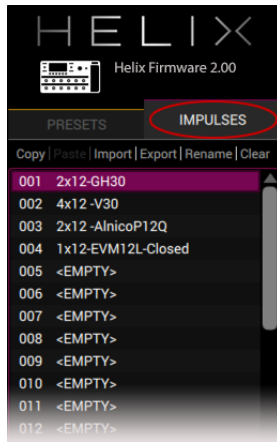 HELIX
Helix Firmware 2.00
PRESETS IMPULSES
Copy|Paste|Import|Export|Rename|Clear
001 2x12-GH30
002 4x12 -V30
003 2x12 -AlnicoP12Q
004 1x12-EVM12L-Closed
005 <EMPTY>
006 <EMPTY>
007 <EMPTY>
008 <EMPTY>
009 <EMPTY>
010 <EMPTY>
011 <EMPTY>
012 <EMPTY>